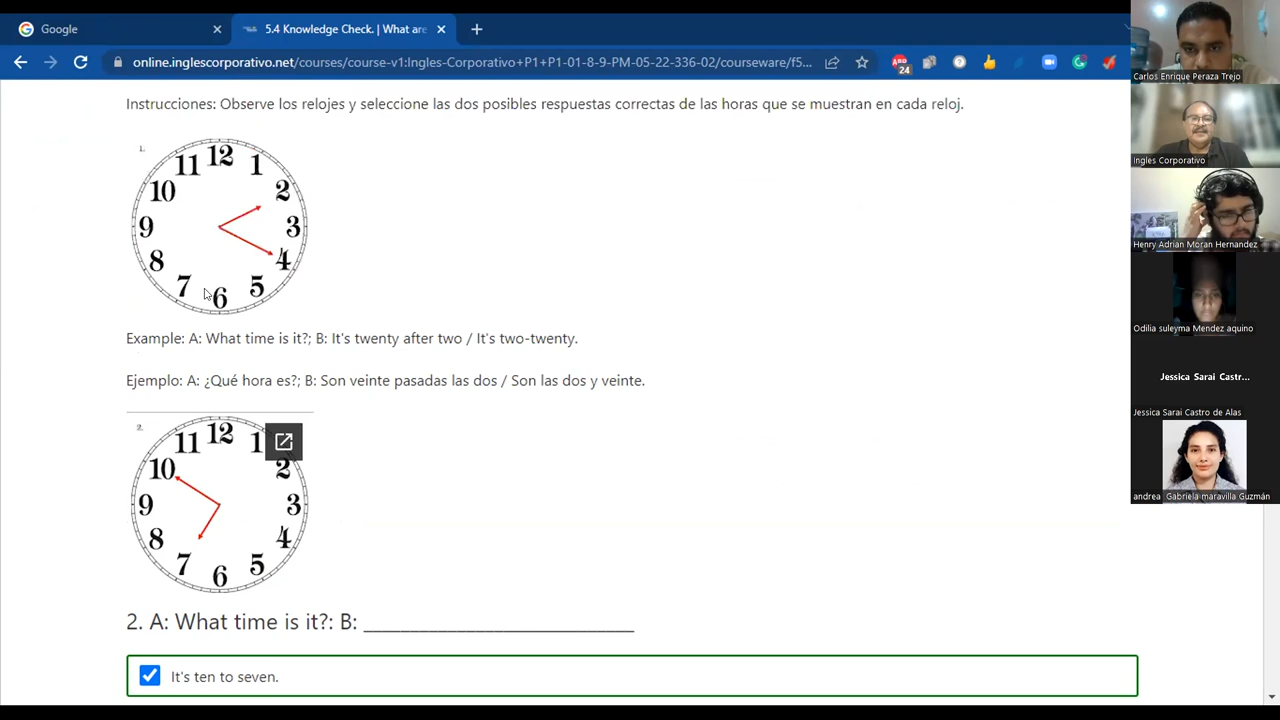 Google
5.4 Knowledge Check. | What are
online.inglescorporativo.net/courses/course-v1:Ingles-Corporativo+P1+P1-01-8-9-PM-05-22-336-02/courseware/f5...
24
Instrucciones: Observe los relojes y seleccione las dos posibles respuestas correctas de las horas que se muestran en cada reloj.
1.
12
11 1
10 2
9 3
8 4
7 5
6
Example: A: What time is it?; B: It's twenty after two / It's two-twenty.
Ejemplo: A: ¿Qué hora es?; B: Son veinte pasadas las dos / Son las dos y veinte.
2.
12
11 1
10 2
9 3
8 4
7 5
6
2. A: What time is it?: B: ___________________________
It's ten to seven.
Carlos Enrique Peraza Trejo
Ingles Corporativo
Henry Adrian Moran Hernandez
Odilia suleyma Mendez aquino
Jessica Sarai Castr...
Jessica Sarai Castro de Alas
andrea Gabriela maravilla Guzmán